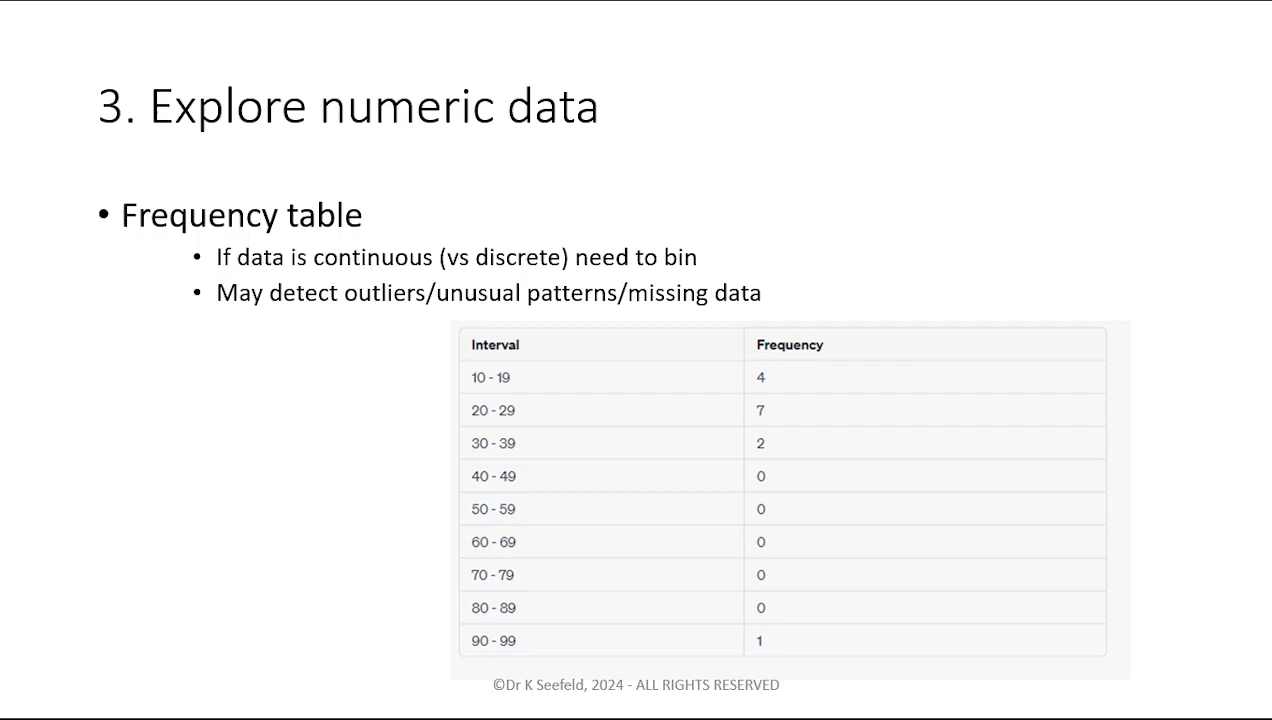 3. Explore numeric data
• Frequency table
• If data is continuous (vs discrete) need to bin
• May detect outliers/unusual patterns/missing data
Interval Frequency
10 - 19 4
20 - 29 7
30 - 39 2
40 - 49 0
50 - 59 0
60 - 69 0
70 - 79 0
80 - 89 0
90 - 99 1
©Dr K Seefeld, 2024 - ALL RIGHTS RESERVED